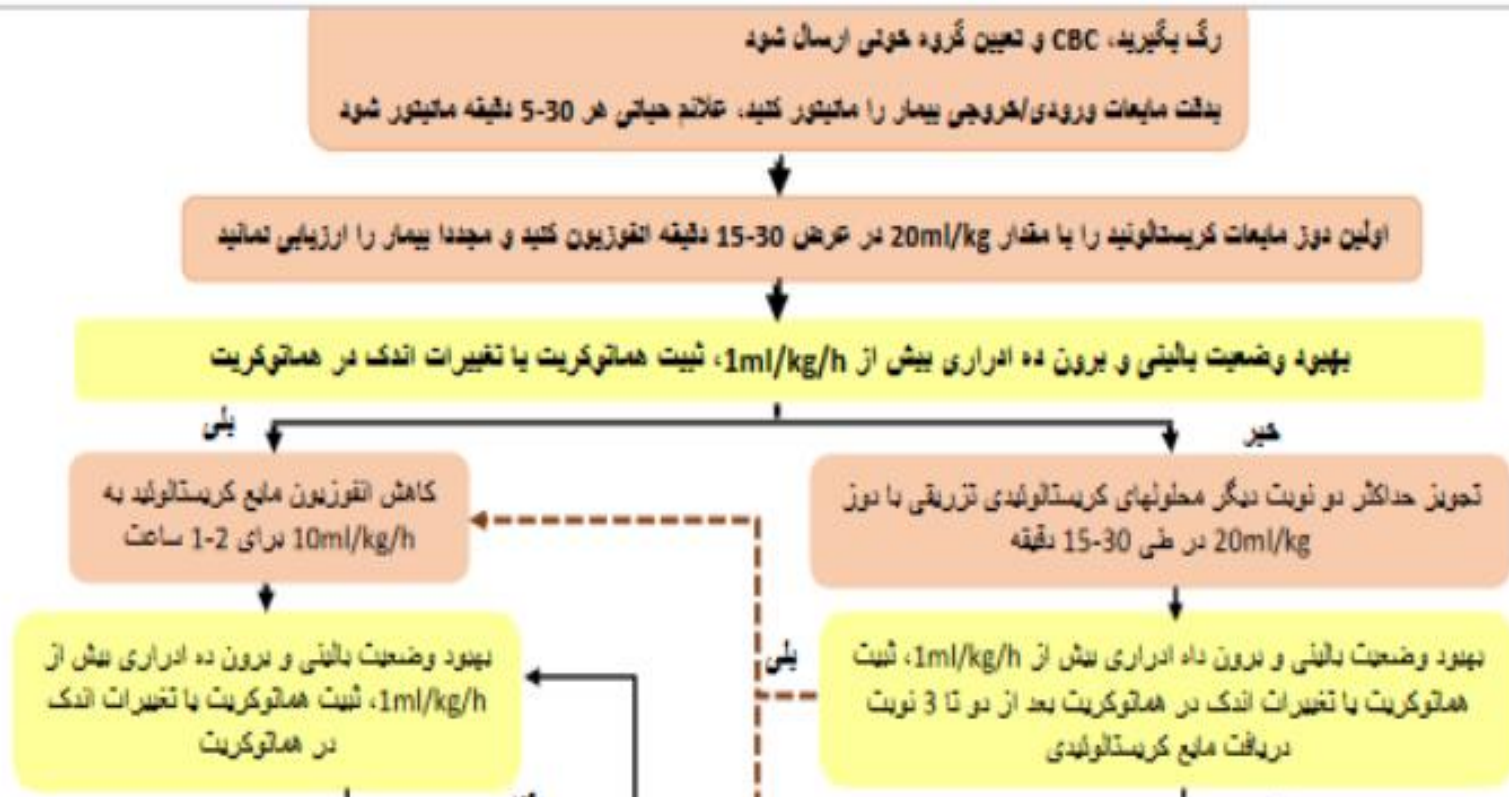 رگ بگیرید، CBC و تعیین گروه خونی ارسال شود
بدقت مایعات ورودی/خروجی بیمار را مانیتور کنید، علائم حیاتی هر 30-5 دقیقه مانیتور شود
اولین دوز مایعات کریستالوئید را با مقدار 20ml/kg در عرض 30-15 دقیقه انفوزیون کنید و مجددا بیمار را ارزیابی نمائید
بهبود وضعیت بالینی و برون ده ادراری بیش از 1ml/kg/h، ثبیت هماتوکریت یا تغییرات اندک در هماتوکریت
بلی
خیر
کاهش انفوزیون مایع کریستالوئید به
10ml/kg/h برای 2-1 ساعت
تجویز حداکثر دو نوبت دیگر محلولهای کریستالوئیدی تزریقی با دوز
20ml/kg در طی 30-15 دقیقه
بهبود وضعیت بالینی و برون ده ادراری بیش از
1ml/kg/h، ثبیت هماتوکریت یا تغییرات اندک
در هماتوکریت
بلی
بهبود وضعیت بالینی و برون داه ادراری بیش از 1ml/kg/h، ثبیت
هماتوکریت یا تغییرات اندک در هماتوکریت بعد از دو تا 3 نوبت
دریافت مایع کریستالوئیدی